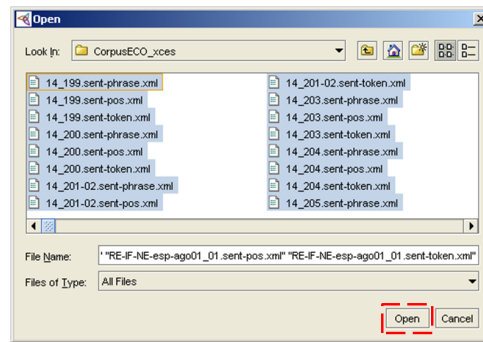 Open
Look In: CorpusECO_xces
14_199.sent-phrase.xml
14_199.sent-pos.xml
14_199.sent-token.xml
14_200.sent-phrase.xml
14_200.sent-pos.xml
14_200.sent-token.xml
14_201-02.sent-phrase.xml
14_201-02.sent-pos.xml
14_201-02.sent-token.xml
14_203.sent-phrase.xml
14_203.sent-pos.xml
14_203.sent-token.xml
14_204.sent-phrase.xml
14_204.sent-pos.xml
14_204.sent-token.xml
14_205.sent-phrase.xml
File Name: ' "RE-IF-NE-esp-ago01_01.sent-pos.xml" "RE-IF-NE-esp-ago01_01.sent-token.xml"
Files of Type: All Files
Open Cancel